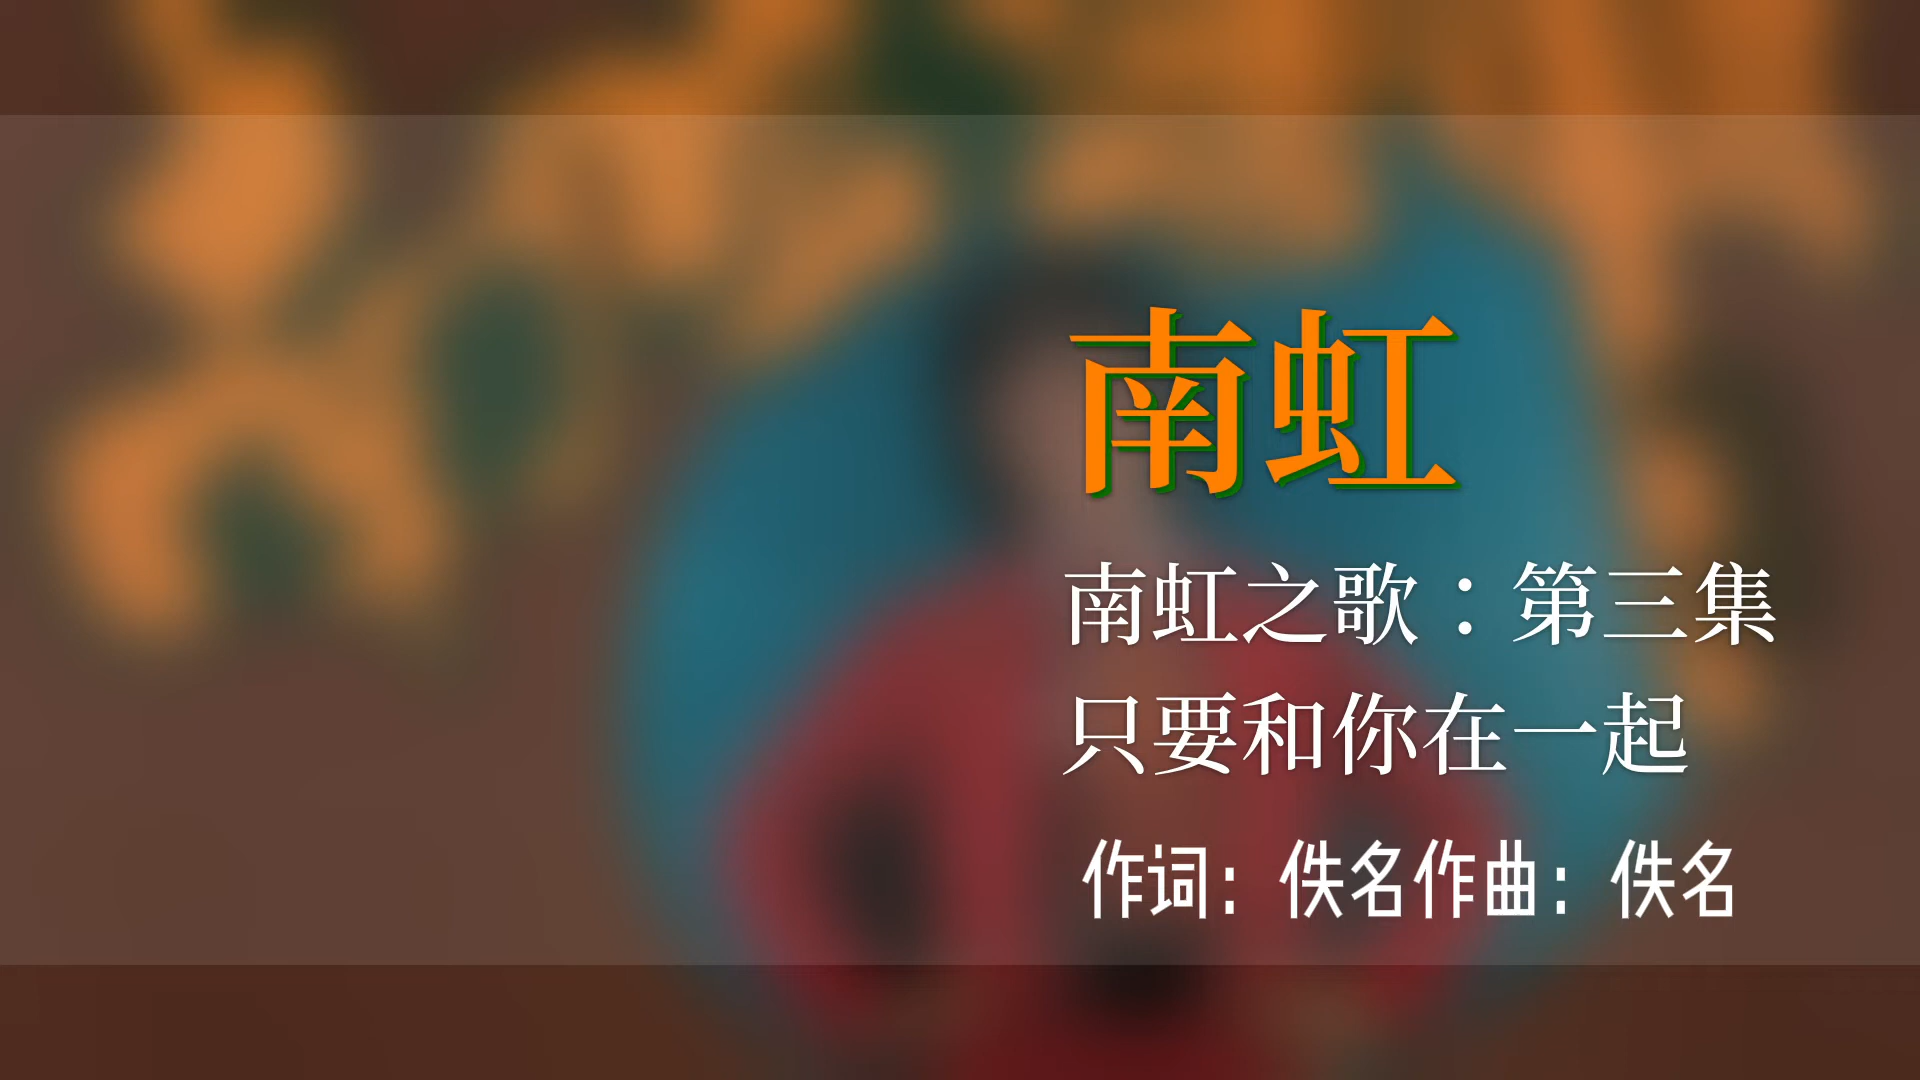 南虹
南虹之歌：第三集
只要和你在一起
作词：佚名作曲：佚名